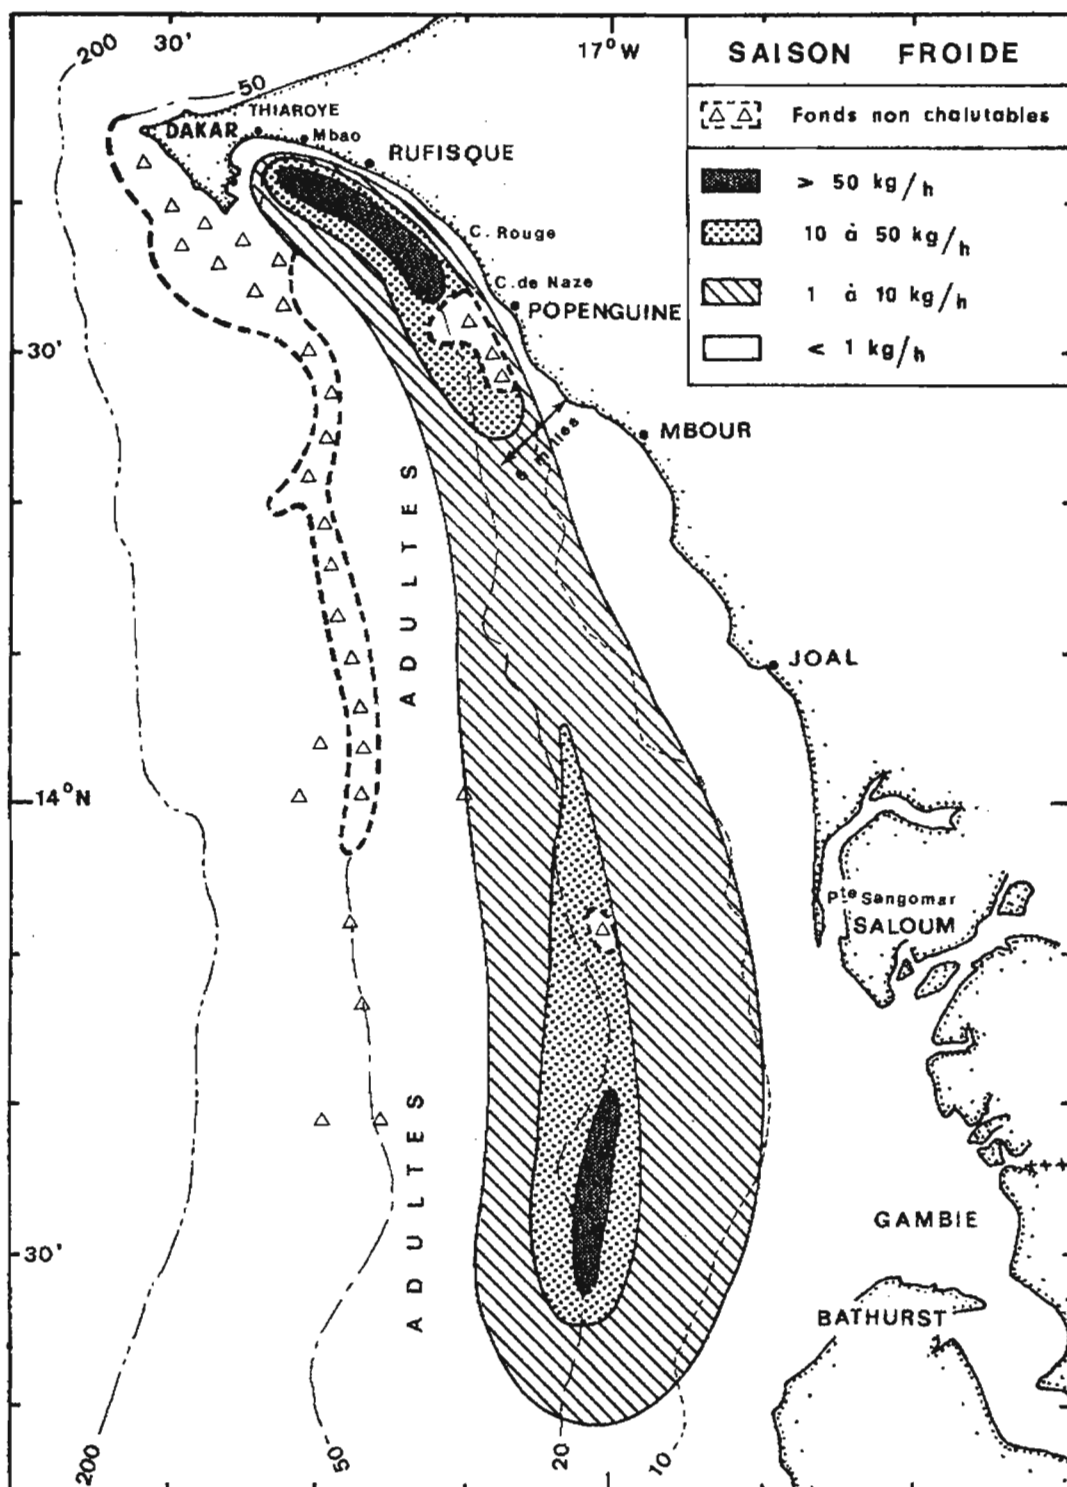 200
30'
17°W
50
THIAROYE
DAKAR
Mbao
RUFISQUE
C. Rouge
C. de Naze
POPENGUINE
SAISON FROIDE
Fonds non chalutables
> 50 kg/h
10 à 50 kg/h
1 à 10 kg/h
< 1 kg/h
30'
MBOUR
6
ADULTES
JOAL
14°N
Pte Sangomar
SALOUM
ADULTES
GAMBIE
30'
BATHURST
200
50
20
10